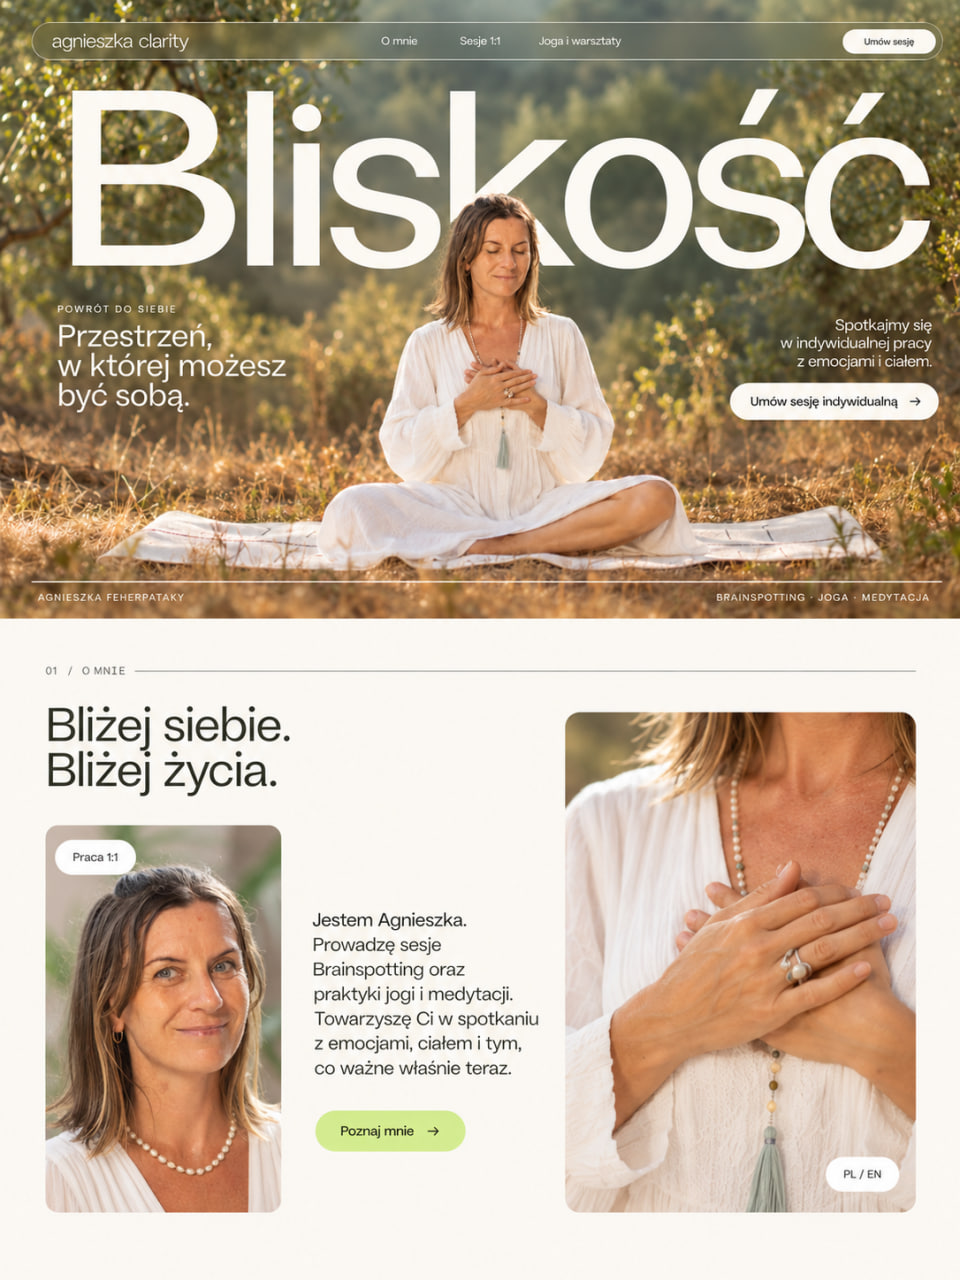 agnieszka clarity
O mnie
Sesje 1:1
Joga i warsztaty
Umów sesję
Bliskość
POWRÓT DO SIEBIE
Przestrzeń,
w której możesz
być sobą.
Spotkajmy się
w indywidualnej pracy
z emocjami i ciałem.
Umów sesję indywidualną →
AGNIESZKA FEHERPATAKY
BRAINSPOTTING · JOGA · MEDYTACJA
01 / O MNIE
Bliżej siebie.
Bliżej życia.
Praca 1:1
Jestem Agnieszka.
Prowadzę sesje
Brainspotting oraz
praktyki jogi i medytacji.
Towarzyszę Ci w spotkaniu
z emocjami, ciałem i tym,
co ważne właśnie teraz.
Poznaj mnie →
PL / EN